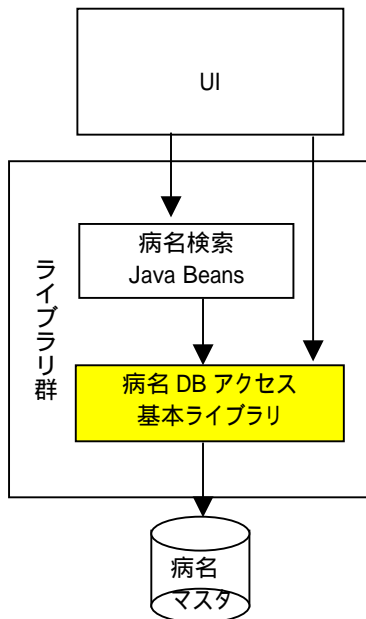 UI
病名検索
Java Beans
ライブラリ群
病名 DB アクセス
基本ライブラリ
病名
マスタ